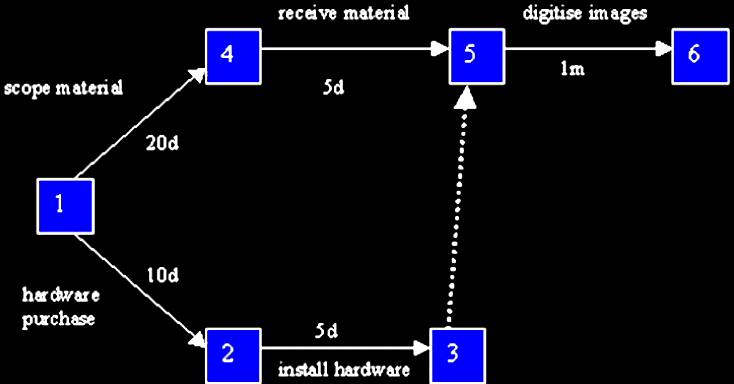 receive material
digitise images
4
5
6
5d
1m
scope material
20d
1
10d
hardware
purchase
5d
2
3
install hardware